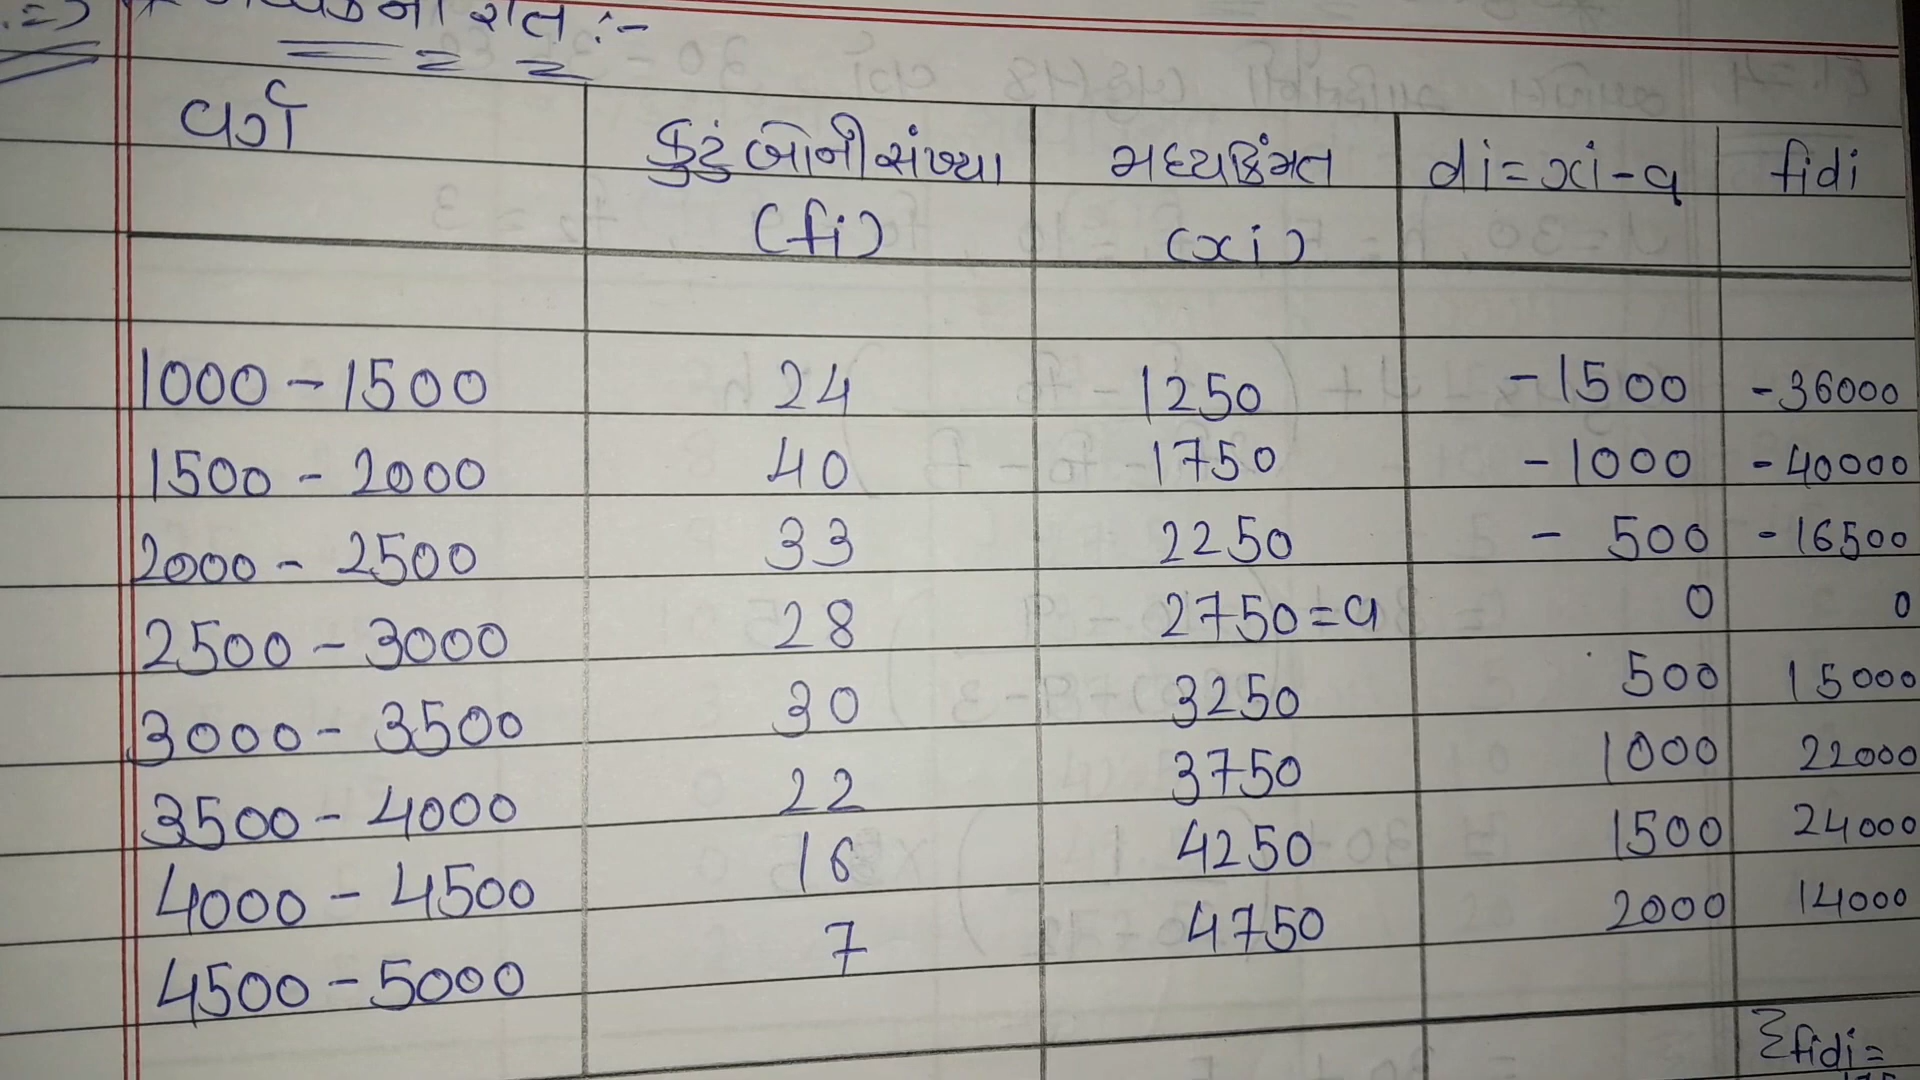 રીત :-
વર્ગ કુટુંબોની સંખ્યા મધ્યકિંમત di = xi - a fidi
(fi) (xi)
1000 - 1500 24 1250 - 1500 - 36000
1500 - 2000 40 1750 - 1000 - 40000
2000 - 2500 33 2250 - 500 - 16500
2500 - 3000 28 2750 = a 0 0
3000 - 3500 30 3250 500 15000
3500 - 4000 22 3750 1000 22000
4000 - 4500 16 4250 1500 24000
4500 - 5000 7 4750 2000 14000
Σfidi =